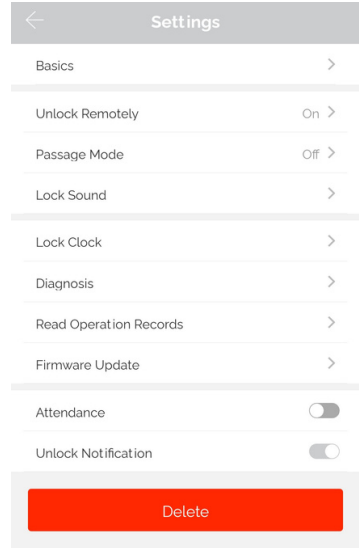 Settings
Basics
Unlock Remotely On
Passage Mode Off
Lock Sound
Lock Clock
Diagnosis
Read Operation Records
Firmware Update
Attendance
Unlock Notification
Delete